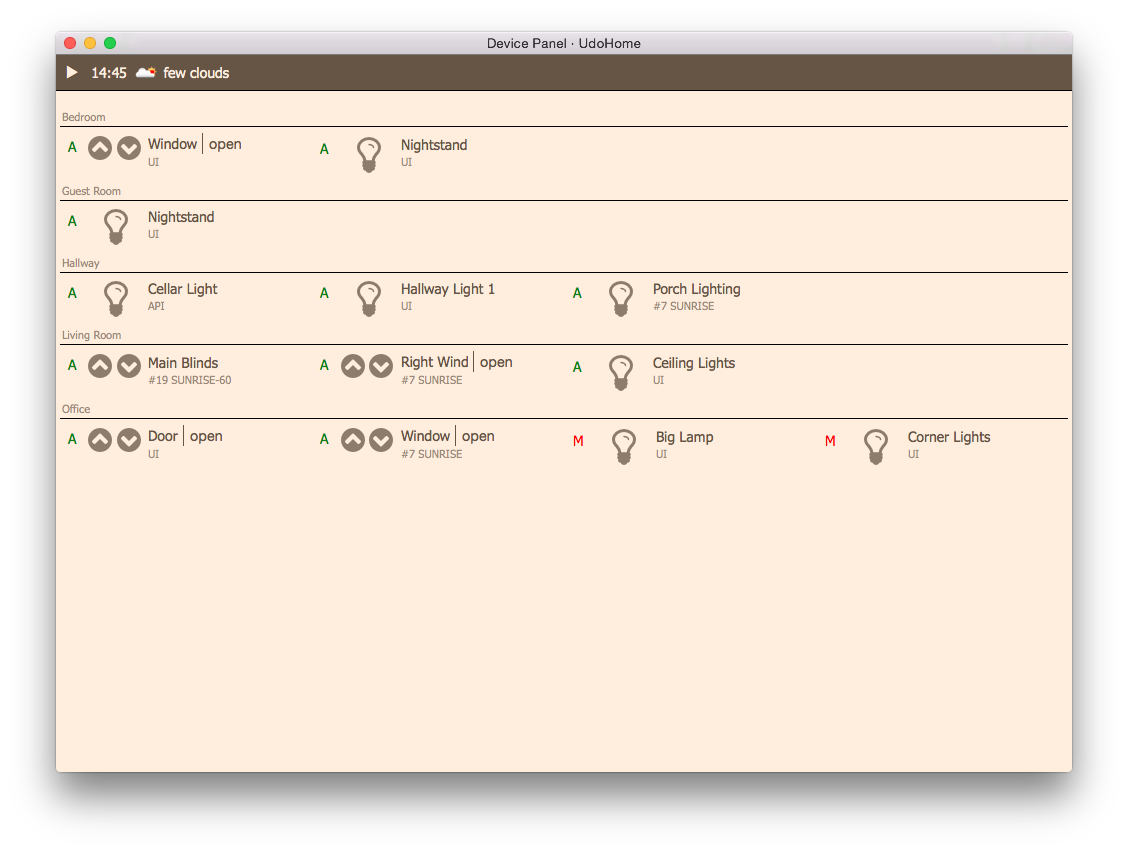 Device Panel · UdoHome
14:45 few clouds
Bedroom
A Window | open A Nightstand
UI UI
Guest Room
A Nightstand
UI
Hallway
A Cellar Light A Hallway Light 1 A Porch Lighting
API UI #7 SUNRISE
Living Room
A Main Blinds A Right Wind | open A Ceiling Lights
#19 SUNRISE-60 #7 SUNRISE UI
Office
A Door | open A Window | open M Big Lamp M Corner Lights
UI #7 SUNRISE UI UI